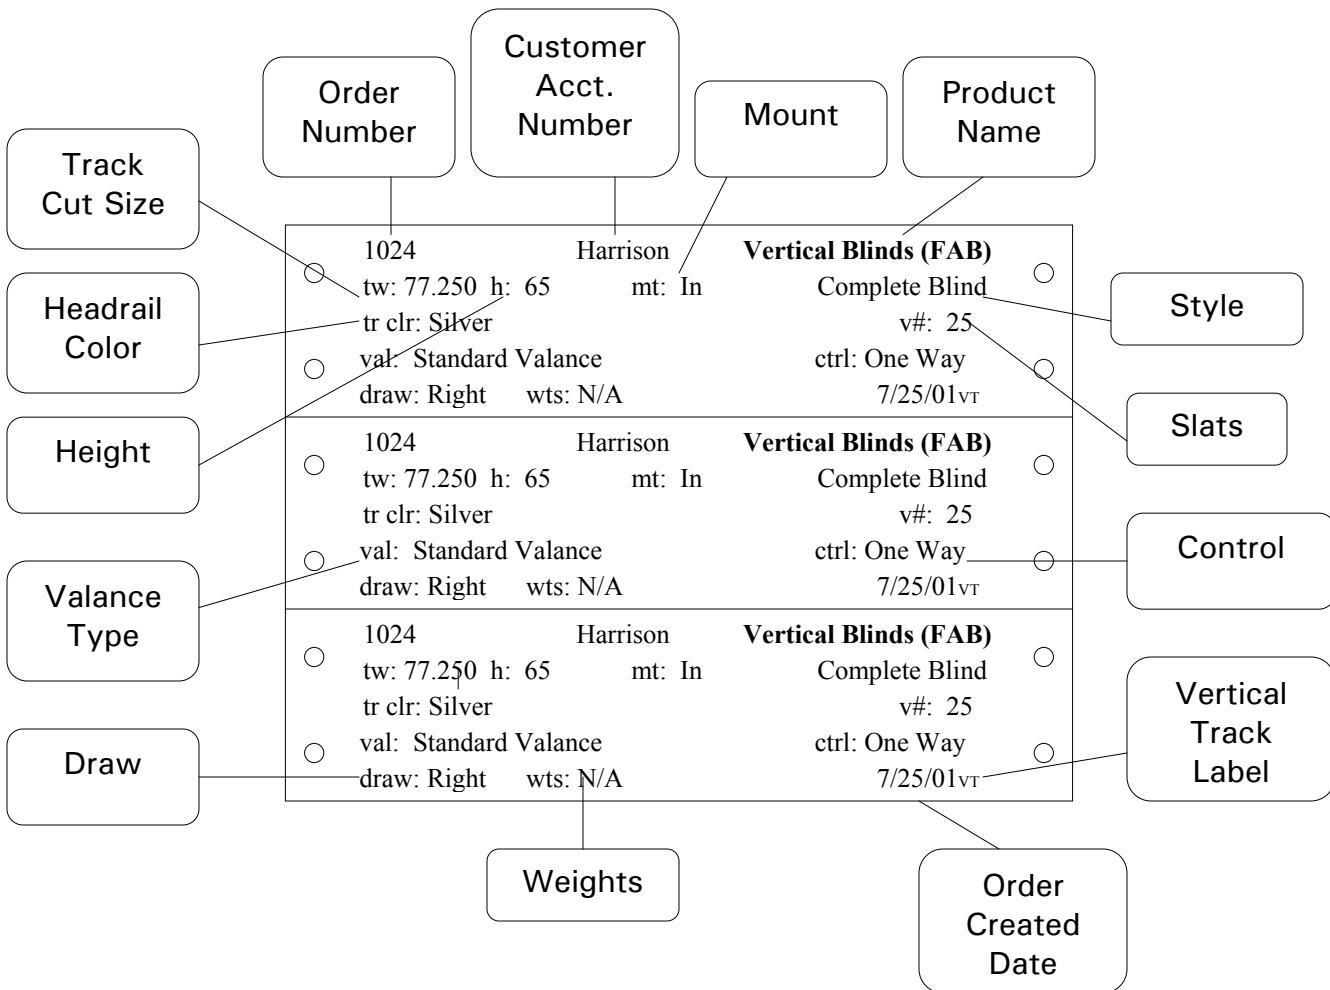 Customer
Acct.
Number
Order
Number
Mount
Product
Name
Track
Cut Size
1024 Harrison Vertical Blinds (FAB)
tw: 77.250 h: 65 mt: In Complete Blind
tr clr: Silver v#: 25
val: Standard Valance ctrl: One Way
draw: Right wts: N/A 7/25/01VT
Headrail
Color
Style
Height
Slats
1024 Harrison Vertical Blinds (FAB)
tw: 77.250 h: 65 mt: In Complete Blind
tr clr: Silver v#: 25
val: Standard Valance ctrl: One Way
draw: Right wts: N/A 7/25/01VT
Control
Valance
Type
1024 Harrison Vertical Blinds (FAB)
tw: 77.250 h: 65 mt: In Complete Blind
tr clr: Silver v#: 25
val: Standard Valance ctrl: One Way
draw: Right wts: N/A 7/25/01VT
Vertical
Track
Label
Draw
Weights
Order
Created
Date